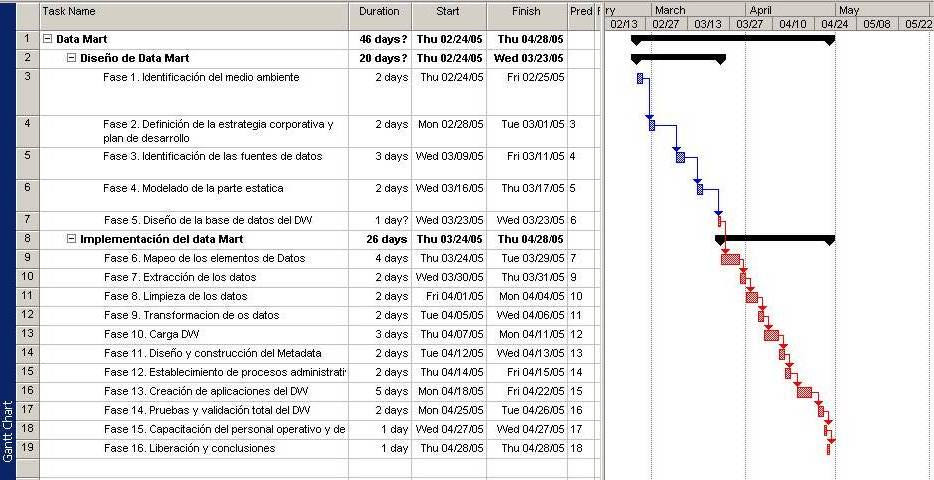 Task Name Duration Start Finish Pred F ry March April May
02/13 02/27 03/13 03/27 04/10 04/24 05/08 05/22
1 Data Mart 46 days? Thu 02/24/05 Thu 04/28/05
2 Diseño de Data Mart 20 days? Thu 02/24/05 Wed 03/23/05
3 Fase 1. Identificación del medio ambiente 2 days Thu 02/24/05 Fri 02/25/05
4 Fase 2. Definición de la estrategia corporativa y 2 days Mon 02/28/05 Tue 03/01/05 3
plan de desarrollo
5 Fase 3. Identificación de las fuentes de datos 3 days Wed 03/09/05 Fri 03/11/05 4
6 Fase 4. Modelado de la parte estatica 2 days Wed 03/16/05 Thu 03/17/05 5
7 Fase 5. Diseño de la base de datos del DW 1 day? Wed 03/23/05 Wed 03/23/05 6
8 Implementación del data Mart 26 days Thu 03/24/05 Thu 04/28/05
9 Fase 6. Mapeo de los elementos de Datos 4 days Thu 03/24/05 Tue 03/29/05 7
10 Fase 7. Extracción de los datos 2 days Wed 03/30/05 Thu 03/31/05 9
11 Fase 8. Limpieza de los datos 2 days Fri 04/01/05 Mon 04/04/05 10
12 Fase 9. Transformacion de os datos 2 days Tue 04/05/05 Wed 04/06/05 11
13 Fase 10. Carga DW 3 days Thu 04/07/05 Mon 04/11/05 12
14 Fase 11. Diseño y construcción del Metadata 2 days Tue 04/12/05 Wed 04/13/05 13
15 Fase 12. Establecimiento de procesos administrati 2 days Thu 04/14/05 Fri 04/15/05 14
16 Fase 13. Creación de aplicaciones del DW 5 days Mon 04/18/05 Fri 04/22/05 15
17 Fase 14. Pruebas y validación total del DW 2 days Mon 04/25/05 Tue 04/26/05 16
18 Fase 15. Capacitación del personal operativo y de 1 day Wed 04/27/05 Wed 04/27/05 17
19 Fase 16. Liberación y conclusiones 1 day Thu 04/28/05 Thu 04/28/05 18
Gantt Chart